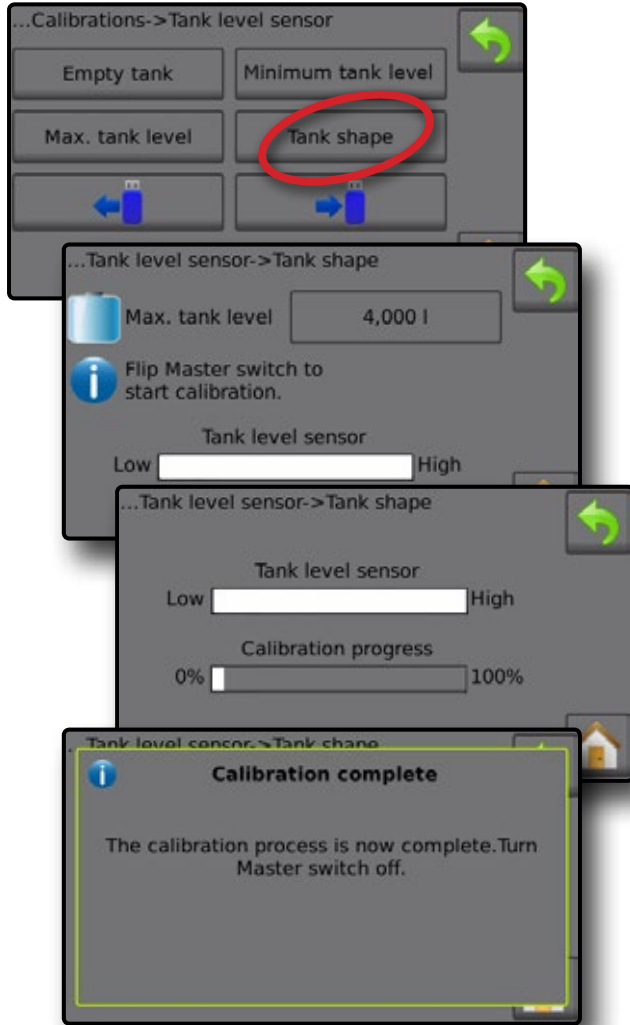 ...Calibrations->Tank level sensor
Empty tank
Minimum tank level
Max. tank level
Tank shape
...Tank level sensor->Tank shape
Max. tank level
4,000 l
Flip Master switch to
start calibration.
Tank level sensor
Low
High
...Tank level sensor->Tank shape
Tank level sensor
Low
High
Calibration progress
0%
100%
Tank level sensor->Tank shape
Calibration complete
The calibration process is now complete.Turn
Master switch off.